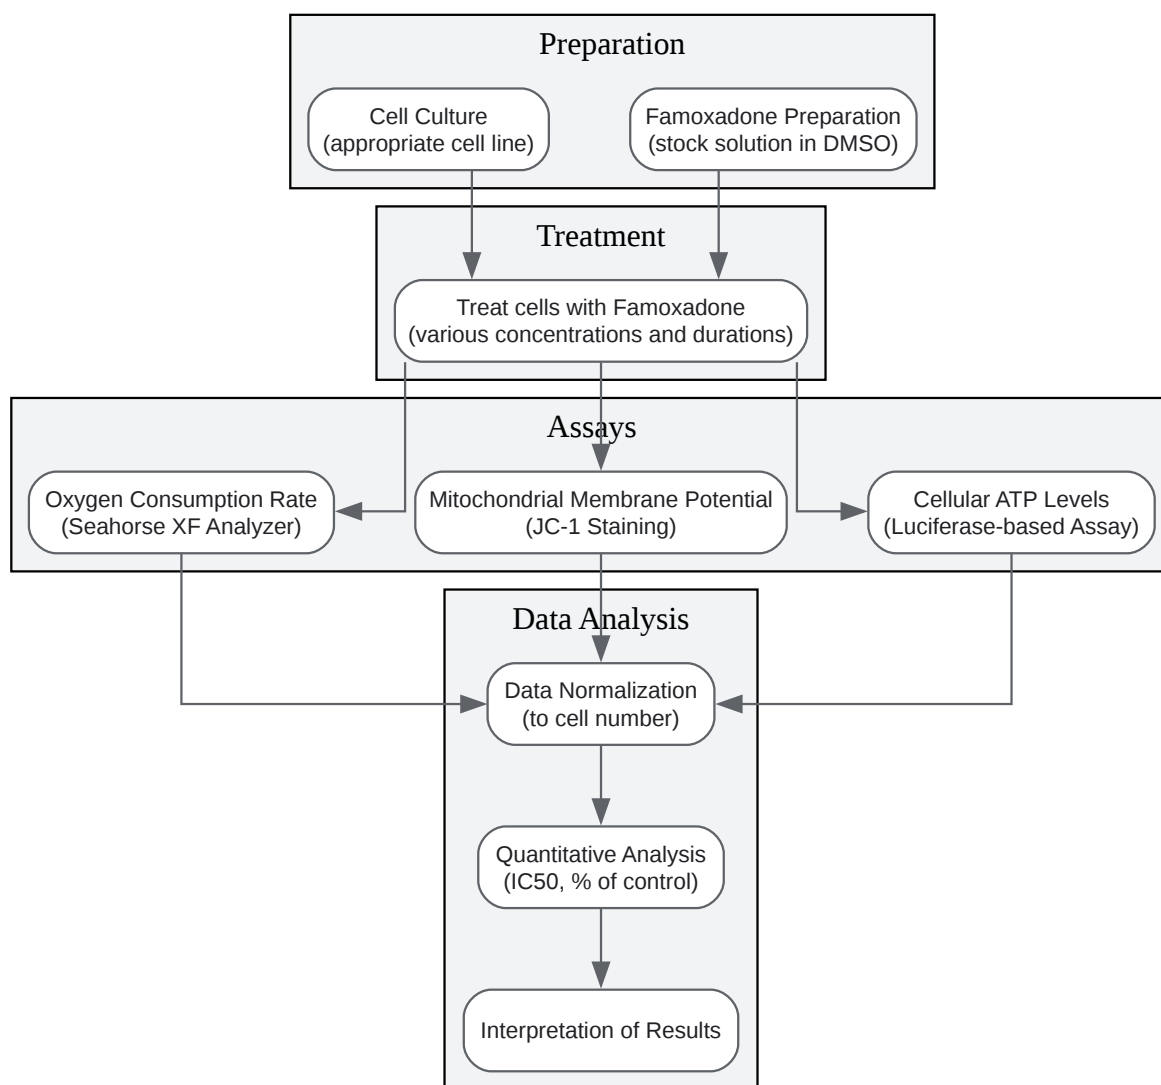 Preparation
Cell Culture
(appropriate cell line)
Famoxadone Preparation
(stock solution in DMSO)
Treatment
Treat cells with Famoxadone
(various concentrations and durations)
Assays
Oxygen Consumption Rate
(Seahorse XF Analyzer)
Mitochondrial Membrane Potential
(JC-1 Staining)
Cellular ATP Levels
(Luciferase-based Assay)
Data Analysis
Data Normalization
(to cell number)
Quantitative Analysis
(IC50, % of control)
Interpretation of Results